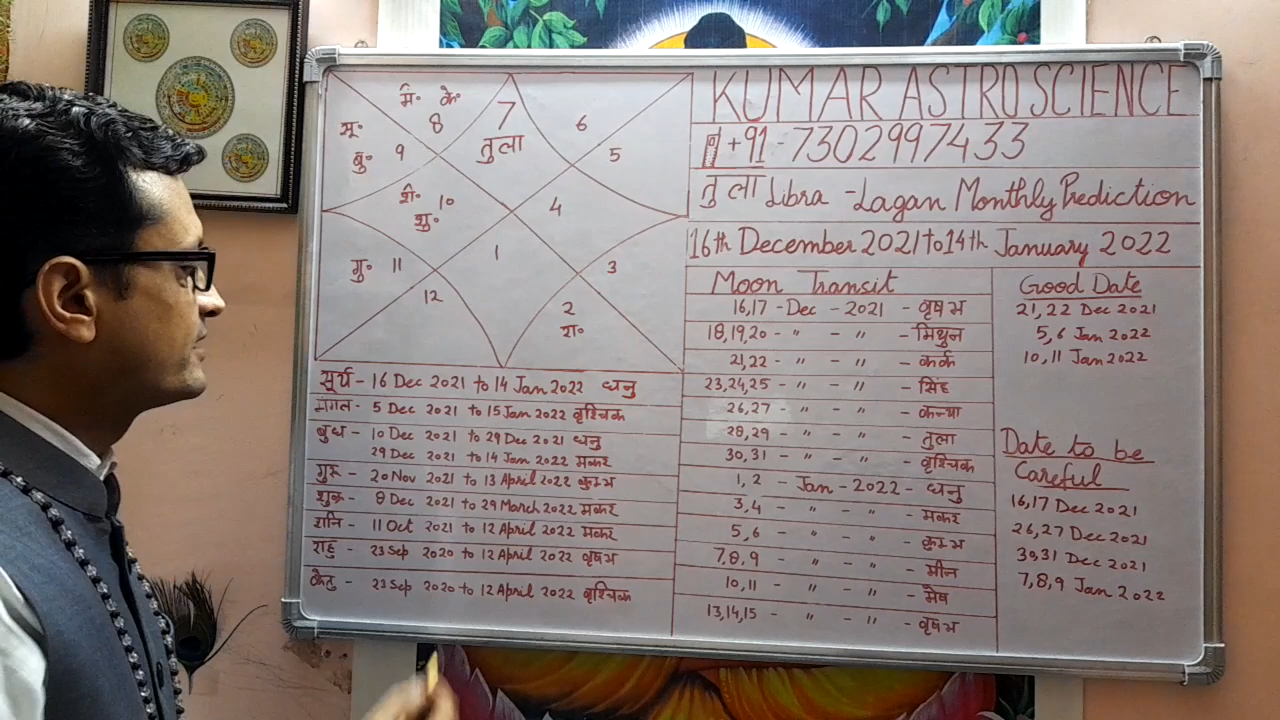 मं॰ के॰
8
7
तुला
6
सू॰
बु॰ 9
5
श॰ 10
शु॰
4
1
गु॰ 11
3
12
2
रा॰
सूर्य - 16 Dec 2021 to 14 Jan 2022 धनु
मंगल - 5 Dec 2021 to 15 Jan 2022 वृश्चिक
बुध - 10 Dec 2021 to 29 Dec 2021 धनु
29 Dec 2021 to 14 Jan 2022 मकर
गुरू - 20 Nov 2021 to 13 April 2022 कुम्भ
शुक्र - 8 Dec 2021 to 29 March 2022 मकर
शनि - 11 Oct 2021 to 12 April 2022 मकर
राहु - 23 Sep 2020 to 12 April 2022 वृषभ
केतु - 23 Sep 2020 to 12 April 2022 वृश्चिक
KUMAR ASTRO SCIENCE
+91 - 7302997433
तुला Libra - Lagan Monthly Prediction
16th December 2021 to 14th January 2022
Moon Transit
16,17 - Dec - 2021 - वृषभ
18,19,20 - " - " - मिथुन
21,22 - " - " - कर्क
23,24,25 - " - " - सिंह
26,27 - " - " - कन्या
28,29 - " - " - तुला
30,31 - " - " - वृश्चिक
1,2 - Jan - 2022 - धनु
3,4 - " - " - मकर
5,6 - " - " - कुम्भ
7,8,9 - " - " - मीन
10,11 - " - " - मेष
13,14,15 - " - " - वृषभ
Good Date
21,22 Dec 2021
5,6 Jan 2022
10,11 Jan 2022
Date to be
Careful
16,17 Dec 2021
26,27 Dec 2021
30,31 Dec 2021
7,8,9 Jan 2022